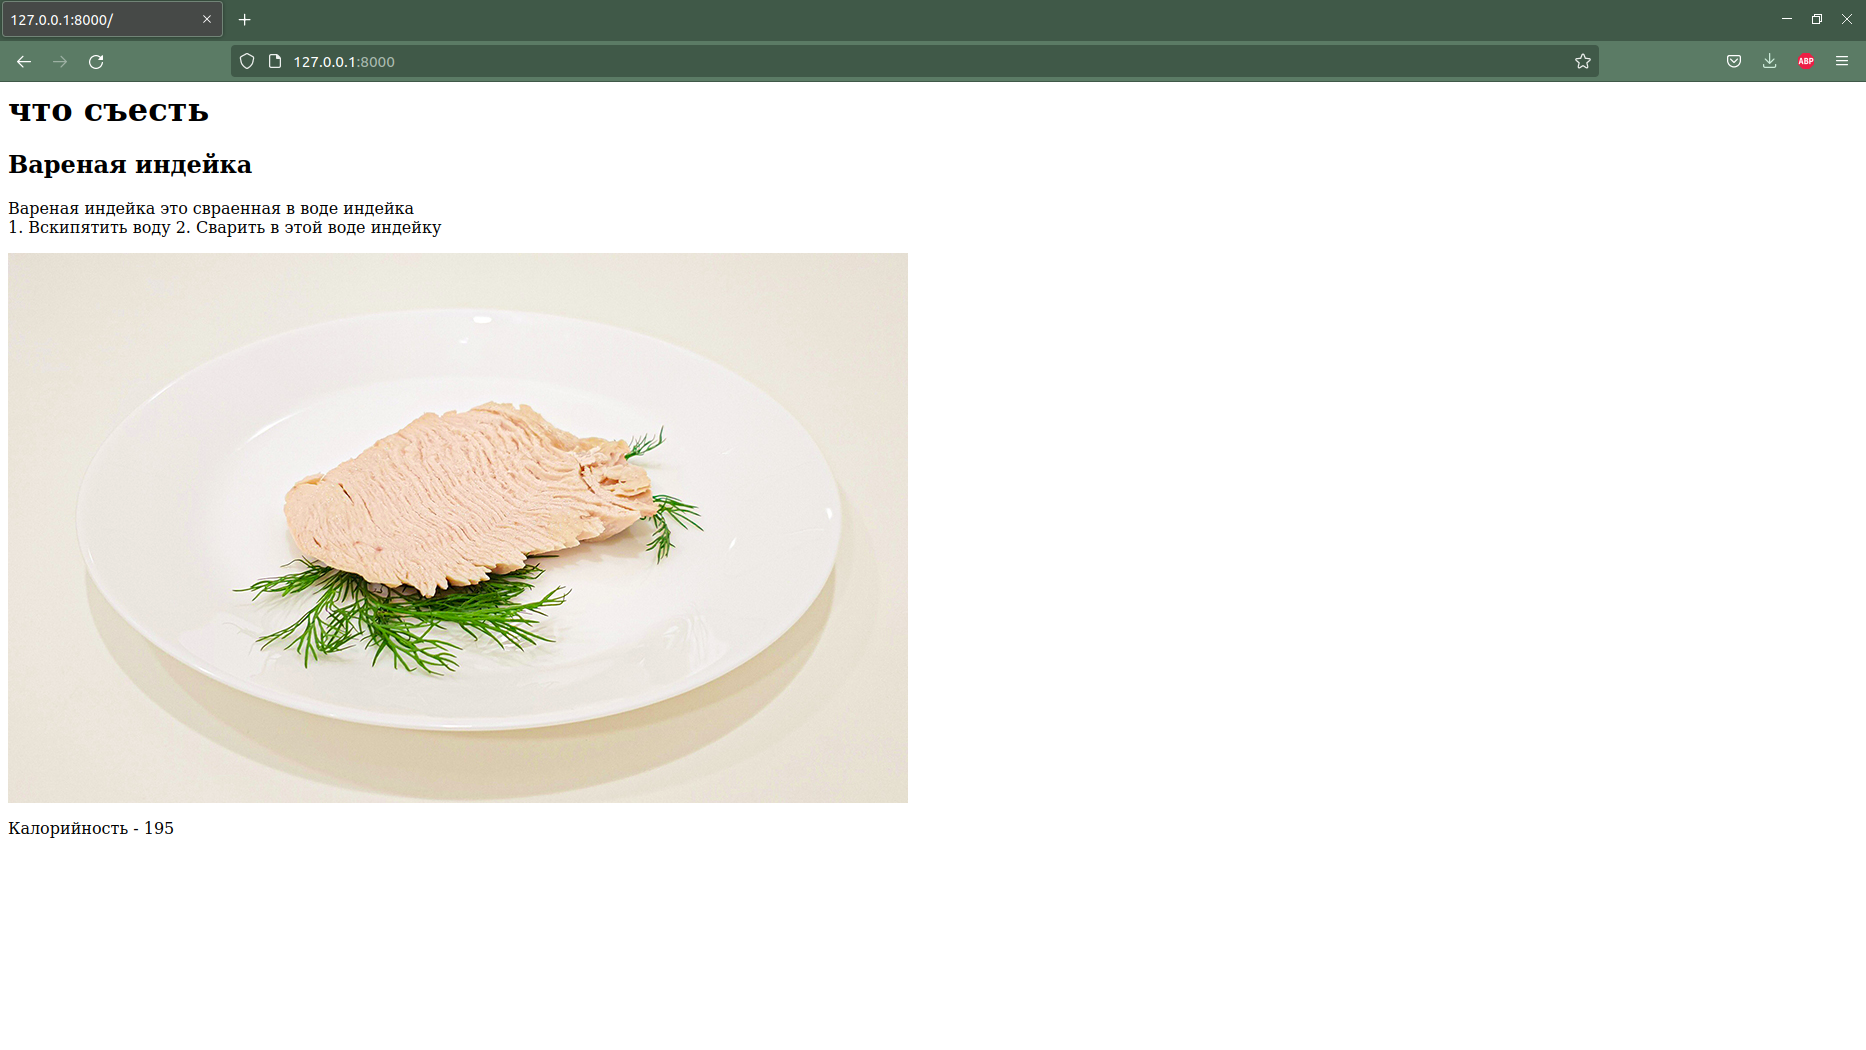 127.0.0.1:8000/
127.0.0.1:8000
ABP
что съесть
Вареная индейка
Вареная индейка это свраенная в воде индейка
1. Вскипятить воду 2. Сварить в этой воде индейку
Калорийность - 195